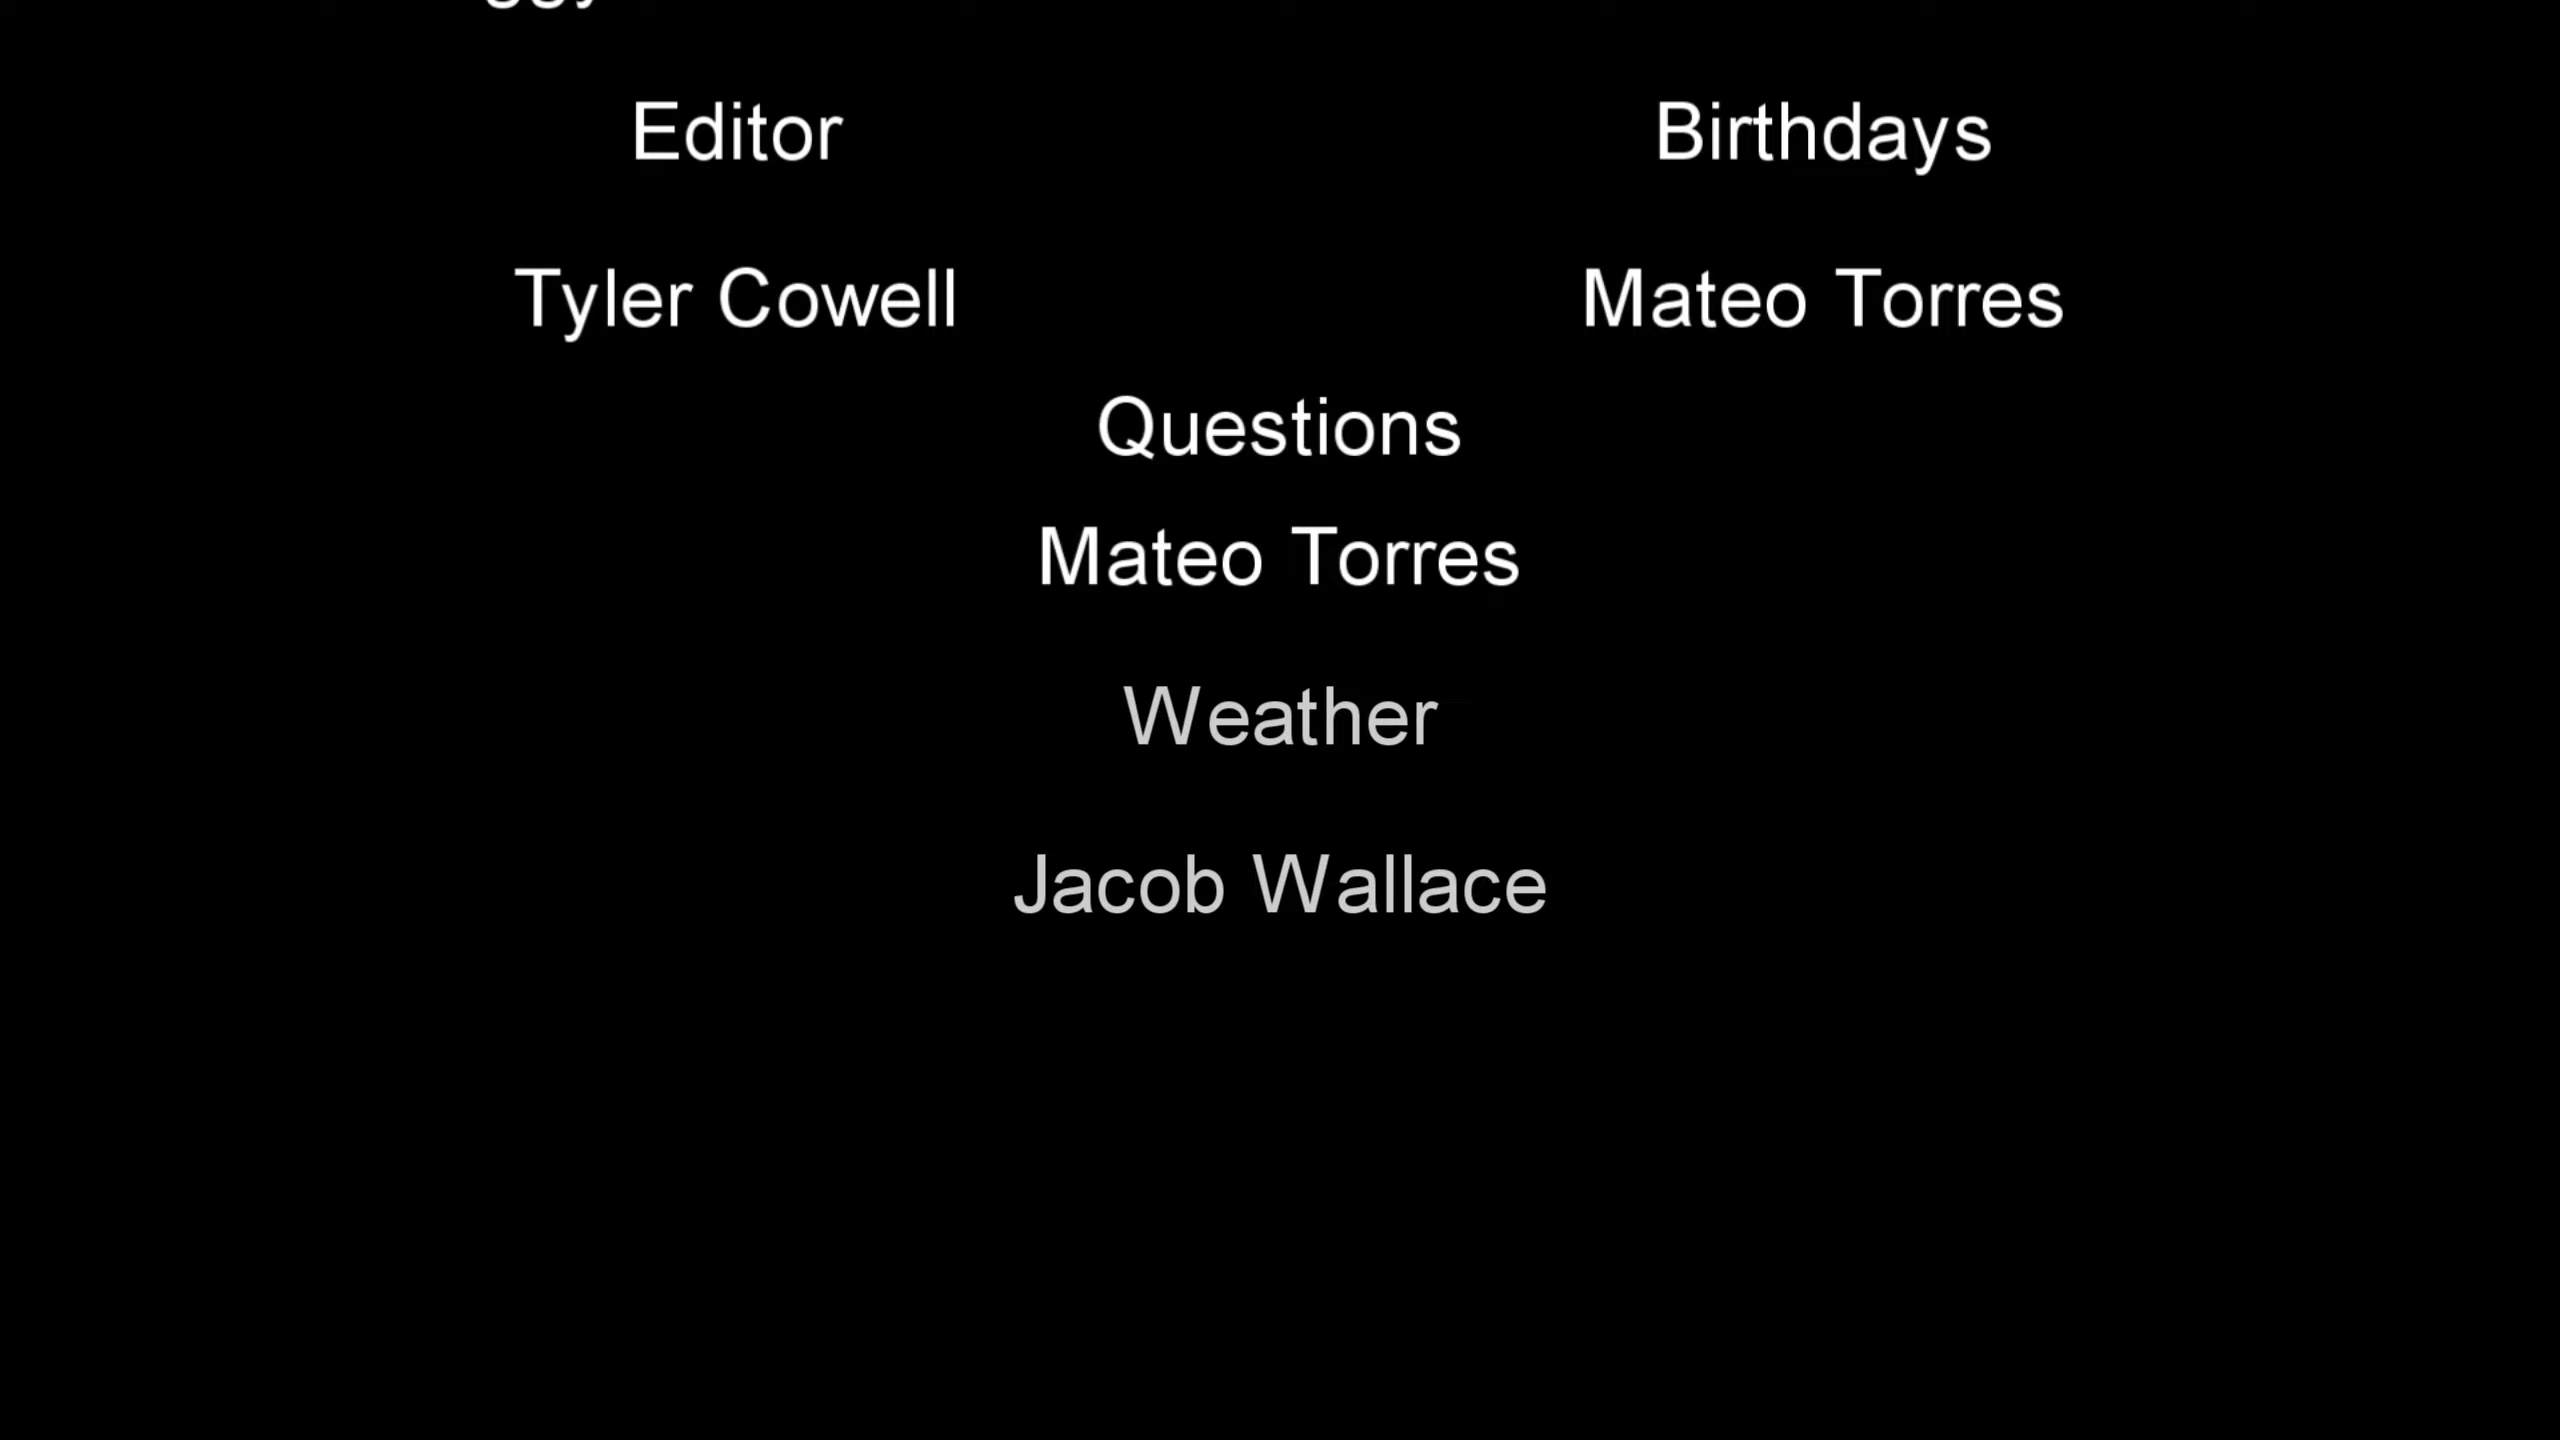 Editor
Birthdays
Tyler Cowell
Mateo Torres
Questions
Mateo Torres
Weather
Jacob Wallace